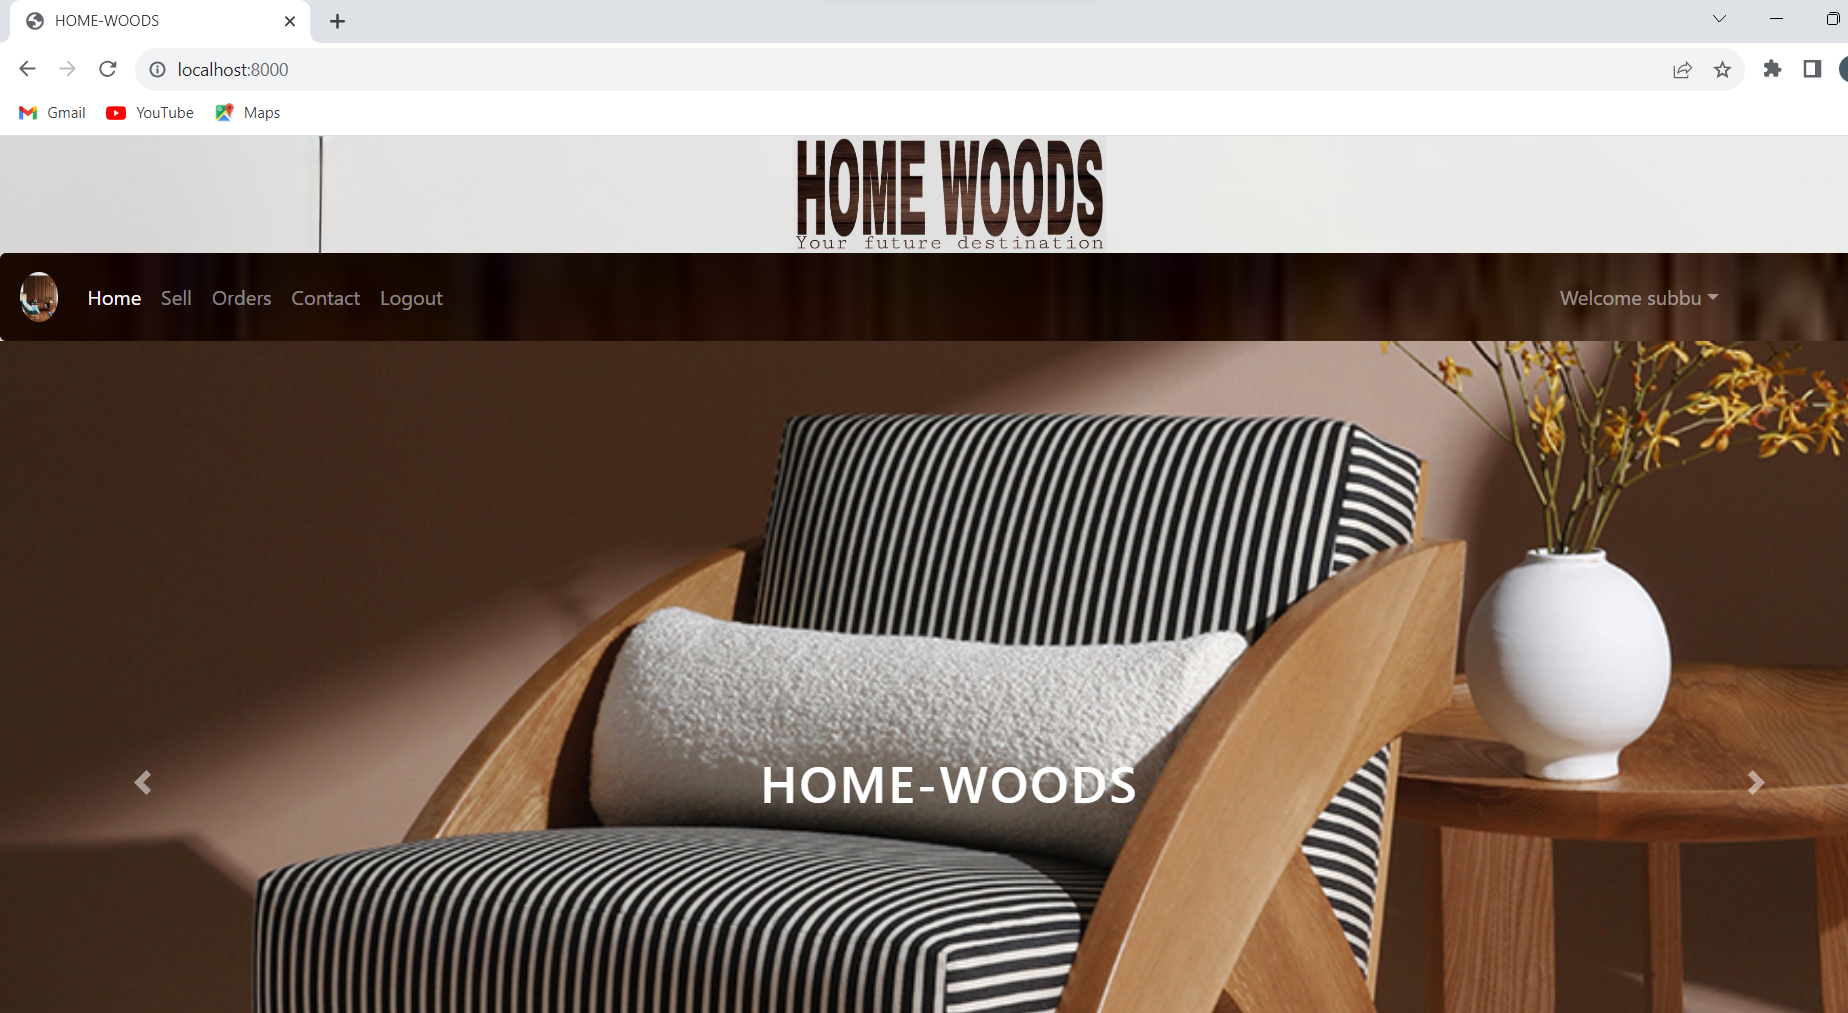 HOME-WOODS
localhost:8000
Gmail YouTube Maps
HOME WOODS
Your future destination
Home Sell Orders Contact Logout Welcome subbu
HOME-WOODS